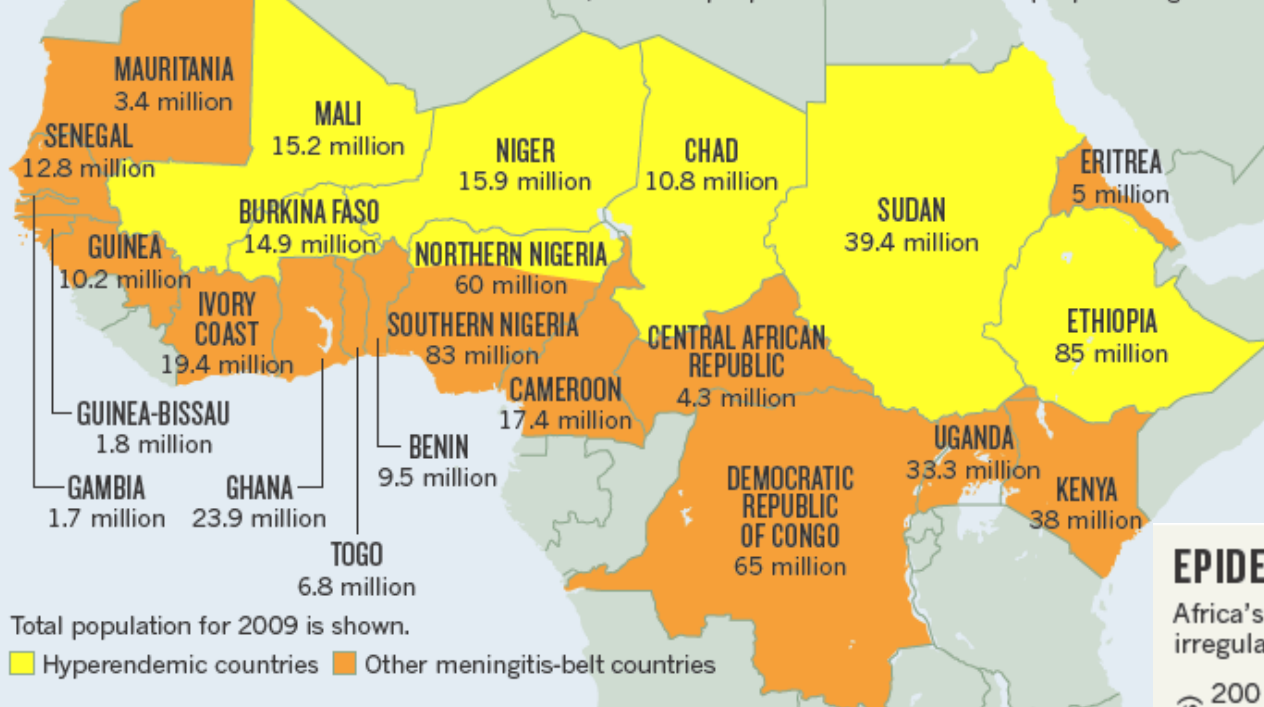 MAURITANIA
3.4 million
MALI
15.2 million
SENEGAL
12.8 million
NIGER
15.9 million
CHAD
10.8 million
ERITREA
5 million
BURKINA FASO
14.9 million
SUDAN
39.4 million
GUINEA
10.2 million
NORTHERN NIGERIA
60 million
IVORY
COAST
19.4 million
SOUTHERN NIGERIA
83 million
CENTRAL AFRICAN
REPUBLIC
4.3 million
ETHIOPIA
85 million
CAMEROON
17.4 million
GUINEA-BISSAU
1.8 million
BENIN
9.5 million
UGANDA
33.3 million
GAMBIA
1.7 million
GHANA
23.9 million
DEMOCRATIC
REPUBLIC
OF CONGO
65 million
KENYA
38 million
TOGO
6.8 million
Total population for 2009 is shown.
Hyperendemic countries
Other meningitis-belt countries
EPIDE
Africa's
irregula
200